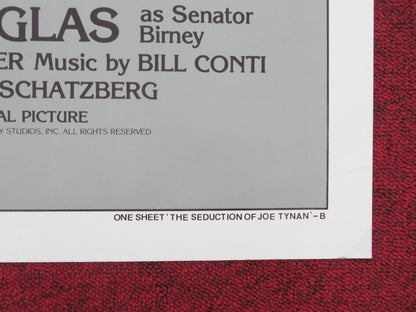 GLAS as Senator
Birney
ER Music by BILL CONTI
SCHATZBERG
AL PICTURE
Y STUDIOS, INC. ALL RIGHTS RESERVED
ONE SHEET 'THE SEDUCTION OF JOE TYNAN' - B